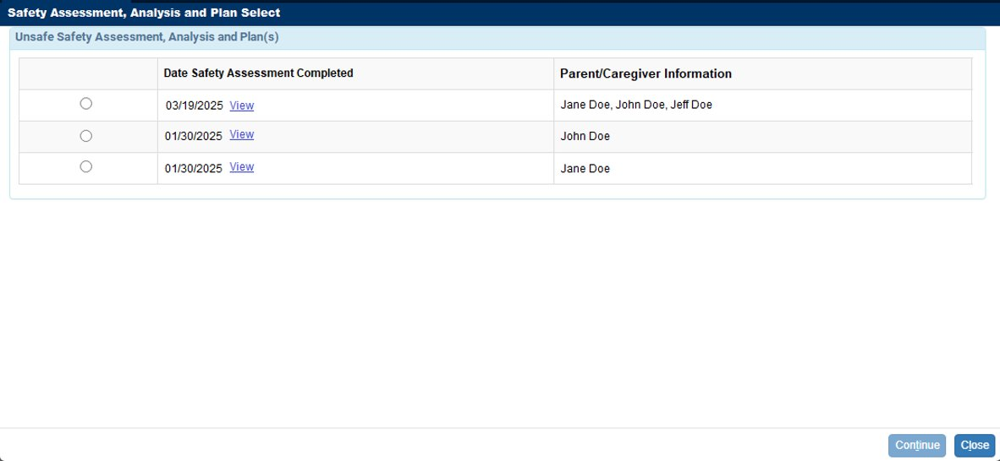 Safety Assessment, Analysis and Plan Select
Unsafe Safety Assessment, Analysis and Plan(s)
Date Safety Assessment Completed Parent/Caregiver Information
03/19/2025 View Jane Doe, John Doe, Jeff Doe
01/30/2025 View John Doe
01/30/2025 View Jane Doe
Continue Close